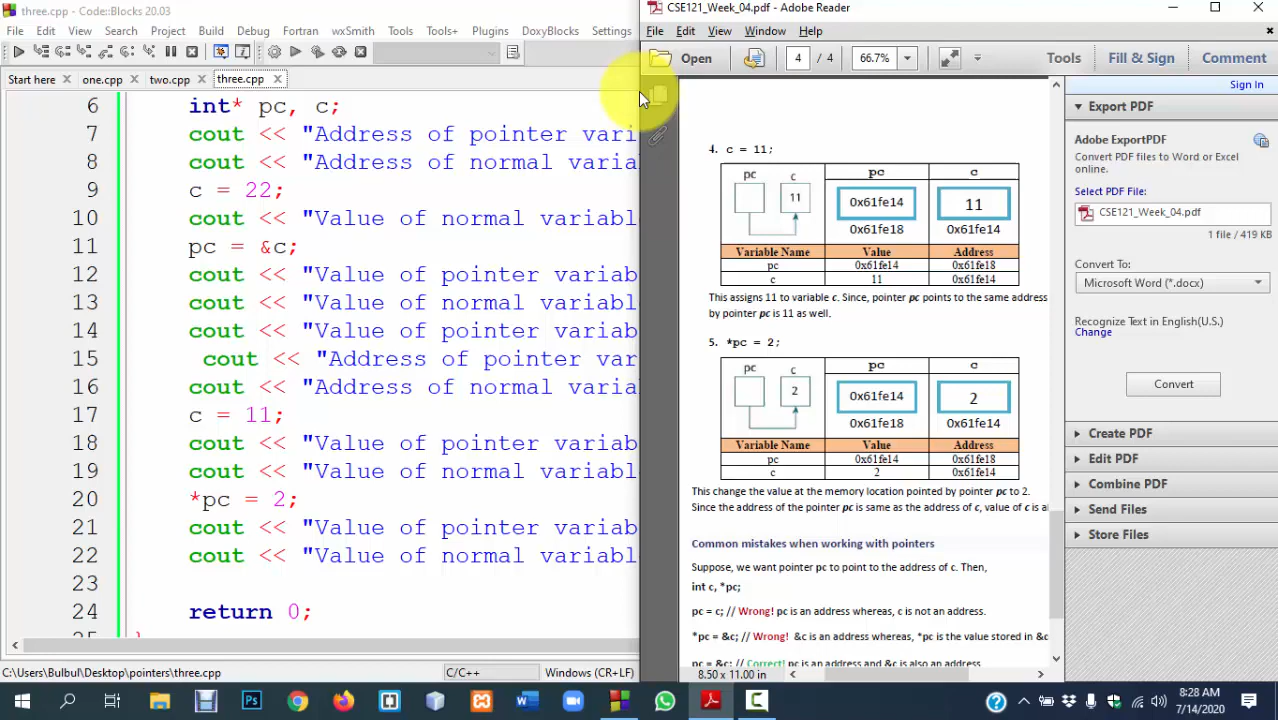 three.cpp - Code::Blocks 20.03
File Edit View Search Project Build Debug Fortran wxSmith Tools Tools+ Plugins DoxyBlocks Settings
Start here one.cpp two.cpp three.cpp
6 int* pc, c;
7 cout << "Address of pointer vari
8 cout << "Address of normal varia
9 c = 22;
10 cout << "Value of normal variabl
11 pc = &c;
12 cout << "Value of pointer variab
13 cout << "Value of normal variabl
14 cout << "Value of pointer variab
15 cout << "Address of pointer var
16 cout << "Address of normal varia
17 c = 11;
18 cout << "Value of pointer variab
19 cout << "Value of normal variabl
20 *pc = 2;
21 cout << "Value of pointer variab
22 cout << "Value of normal variabl
23
24 return 0;
25 }
C:\Users\Bulbul\Desktop\pointers\three.cpp C/C++ Windows (CR+LF)
CSE121_Week_04.pdf - Adobe Reader
File Edit View Window Help
Open 4 / 4 66.7% Tools Fill & Sign Comment
Sign In
4. c = 11;
pc c pc c
11 0x61fe14 11
0x61fe18 0x61fe14
Variable Name Value Address
pc 0x61fe14 0x61fe18
c 11 0x61fe14
This assigns 11 to variable c. Since, pointer pc points to the same address
by pointer pc is 11 as well.
5. *pc = 2;
pc c pc c
2 0x61fe14 2
0x61fe18 0x61fe14
Variable Name Value Address
pc 0x61fe14 0x61fe18
c 2 0x61fe14
This change the value at the memory location pointed by pointer pc to 2.
Since the address of the pointer pc is same as the address of c, value of c is al
Common mistakes when working with pointers
Suppose, we want pointer pc to point to the address of c. Then,
int c, *pc;
pc = c; // Wrong! pc is an address whereas, c is not an address.
*pc = &c; // Wrong! &c is an address whereas, *pc is the value stored in &c
pc = &c; // Correct! pc is an address and &c is also an address
8.50 x 11.00 in
Export PDF
Adobe ExportPDF
Convert PDF files to Word or Excel
online.
Select PDF File:
CSE121_Week_04.pdf
1 file / 419 KB
Convert To:
Microsoft Word (*.docx)
Recognize Text in English(U.S.)
Change
Convert
Create PDF
Edit PDF
Combine PDF
Send Files
Store Files
8:28 AM
7/14/2020